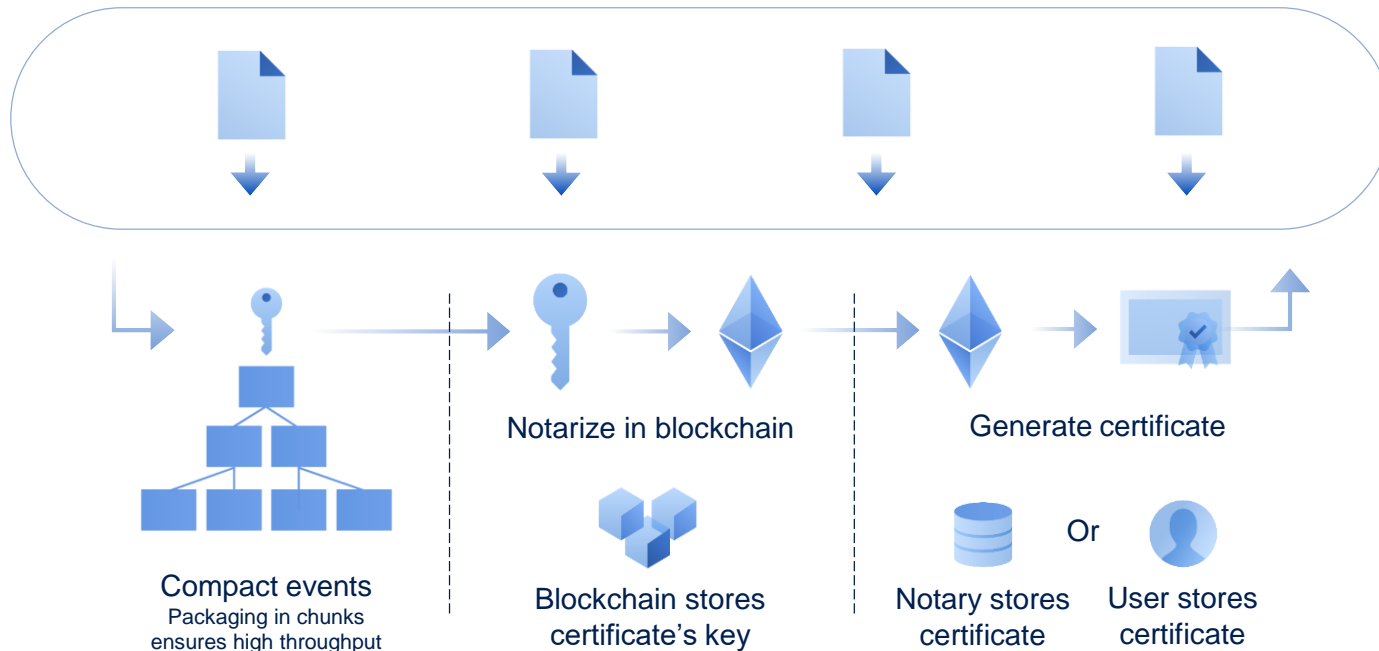 Compact events
Packaging in chunks
ensures high throughput
Notarize in blockchain
Blockchain stores
certificate's key
Generate certificate
Or
Notary stores
certificate
User stores
certificate